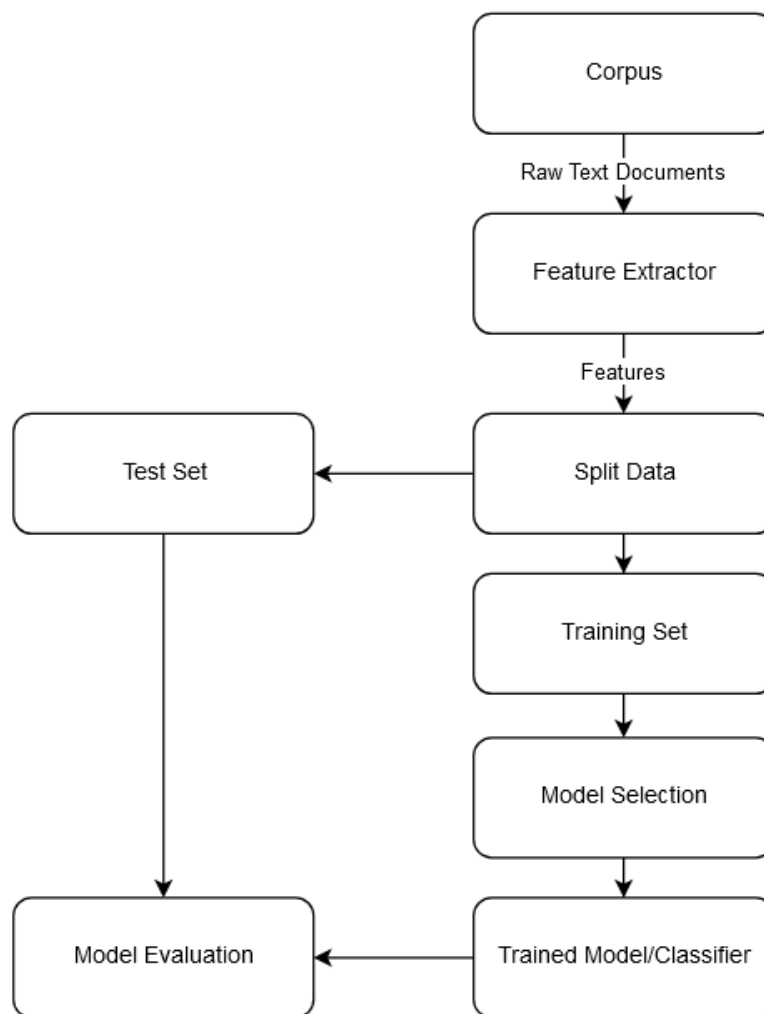 Corpus
Raw Text Documents
Feature Extractor
Features
Test Set
Split Data
Training Set
Model Selection
Model Evaluation
Trained Model/Classifier